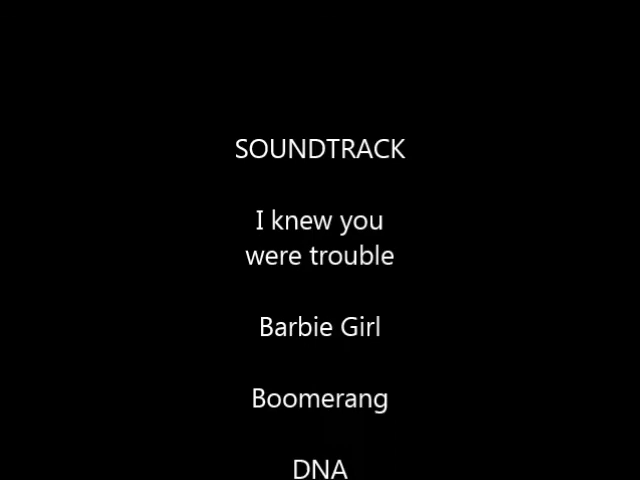 SOUNDTRACK
I knew you
were trouble
Barbie Girl
Boomerang
DNA